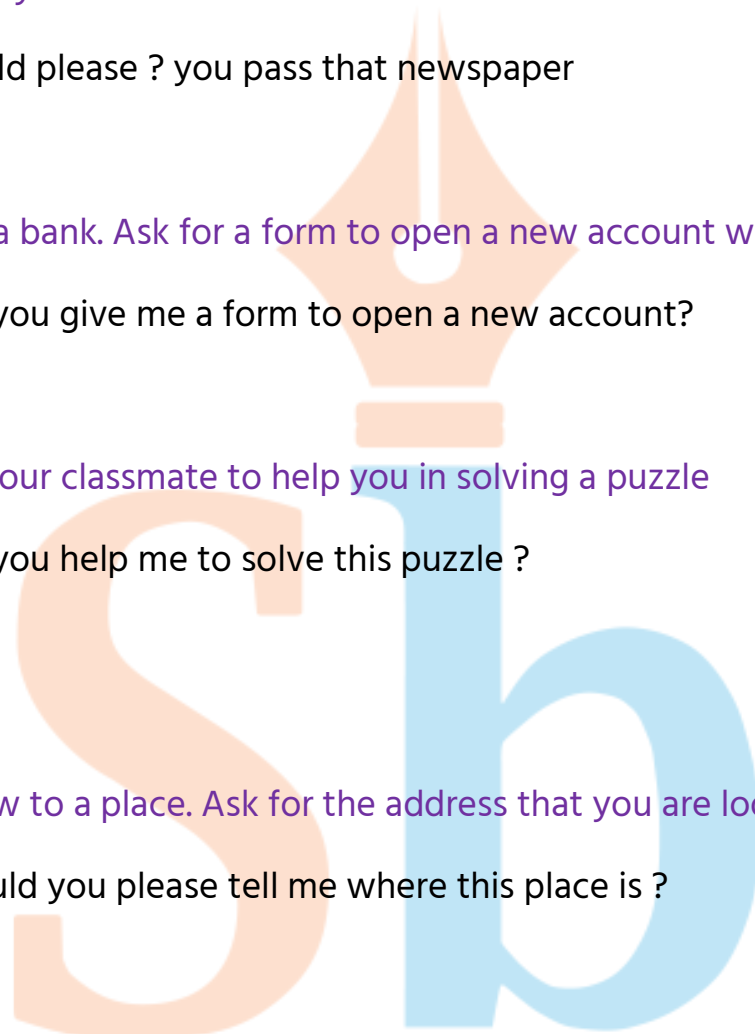 ld please ? you pass that newspaper
a bank. Ask for a form to open a new account w
you give me a form to open a new account?
our classmate to help you in solving a puzzle
you help me to solve this puzzle ?
w to a place. Ask for the address that you are loo
uld you please tell me where this place is ?
Sb